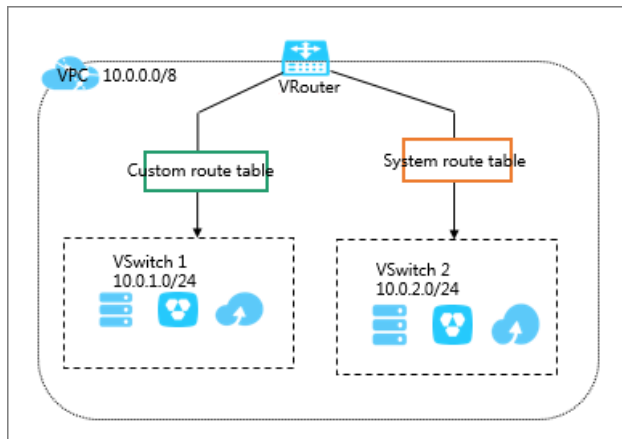 VPC 10.0.0.0/8
VRouter
Custom route table
System route table
VSwitch 1
10.0.1.0/24
VSwitch 2
10.0.2.0/24